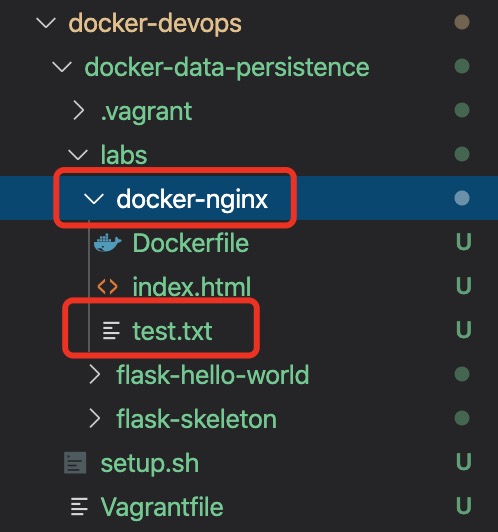 docker-devops
docker-data-persistence
.vagrant
labs
docker-nginx
Dockerfile U
index.html U
test.txt U
flask-hello-world
flask-skeleton
setup.sh U
Vagrantfile U